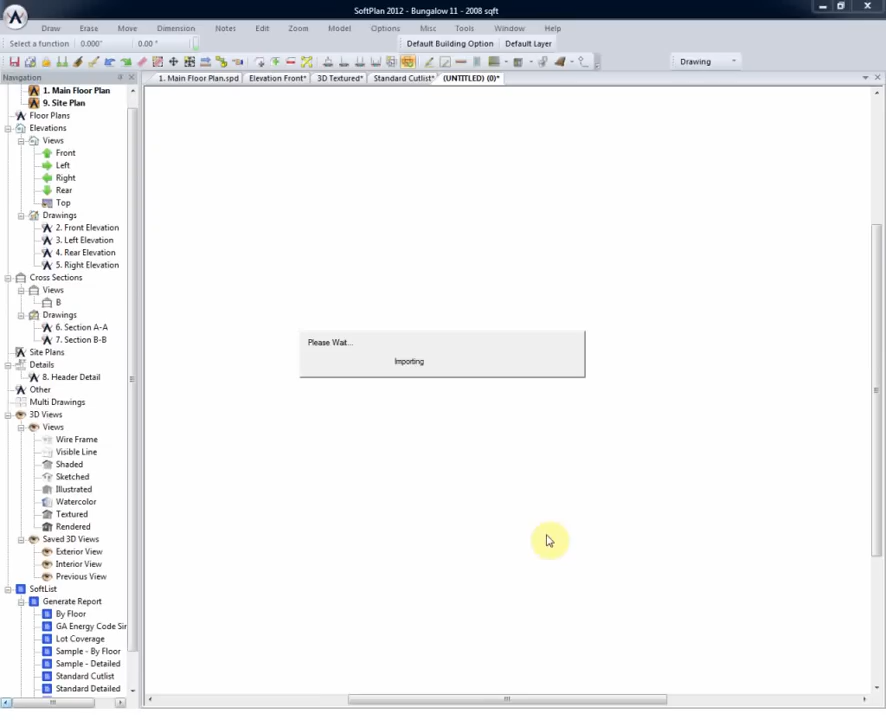 SoftPlan 2012 - Bungalow 11 - 2008 sqft
Draw Erase Move Dimension Notes Edit Zoom Model Options Misc Tools Window Help
Select a function 0.000" 0.00 ° Default Building Option Default Layer
Drawing
Navigation
1. Main Floor Plan.spd Elevation Front* 3D Textured* Standard Cutlist* (UNTITLED) (0)*
1. Main Floor Plan
9. Site Plan
Floor Plans
Elevations
Views
Front
Left
Right
Rear
Top
Drawings
2. Front Elevation
3. Left Elevation
4. Rear Elevation
5. Right Elevation
Cross Sections
Views
B
Drawings
6. Section A-A
7. Section B-B
Site Plans
Details
8. Header Detail
Other
Multi Drawings
3D Views
Views
Wire Frame
Visible Line
Shaded
Sketched
Illustrated
Watercolor
Textured
Rendered
Saved 3D Views
Exterior View
Interior View
Previous View
SoftList
Generate Report
By Floor
GA Energy Code Sir
Lot Coverage
Sample - By Floor
Sample - Detailed
Standard Cutlist
Standard Detailed
Please Wait...
Importing